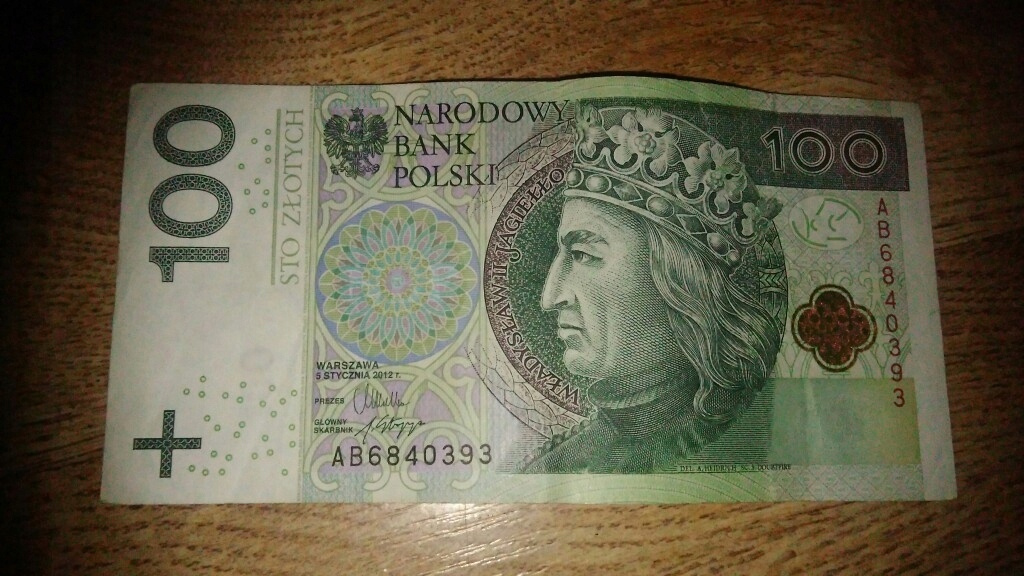 100
STO ZŁOTYCH
NARODOWY
BANK
POLSKI
WŁADYSŁAW II JAGIEŁŁO
100
AB6840393
WARSZAWA
5 STYCZNIA 2012 r.
PREZES
GŁÓWNY
SKARBNIK
AB6840393
DEL. A. HEIDRICH SC.